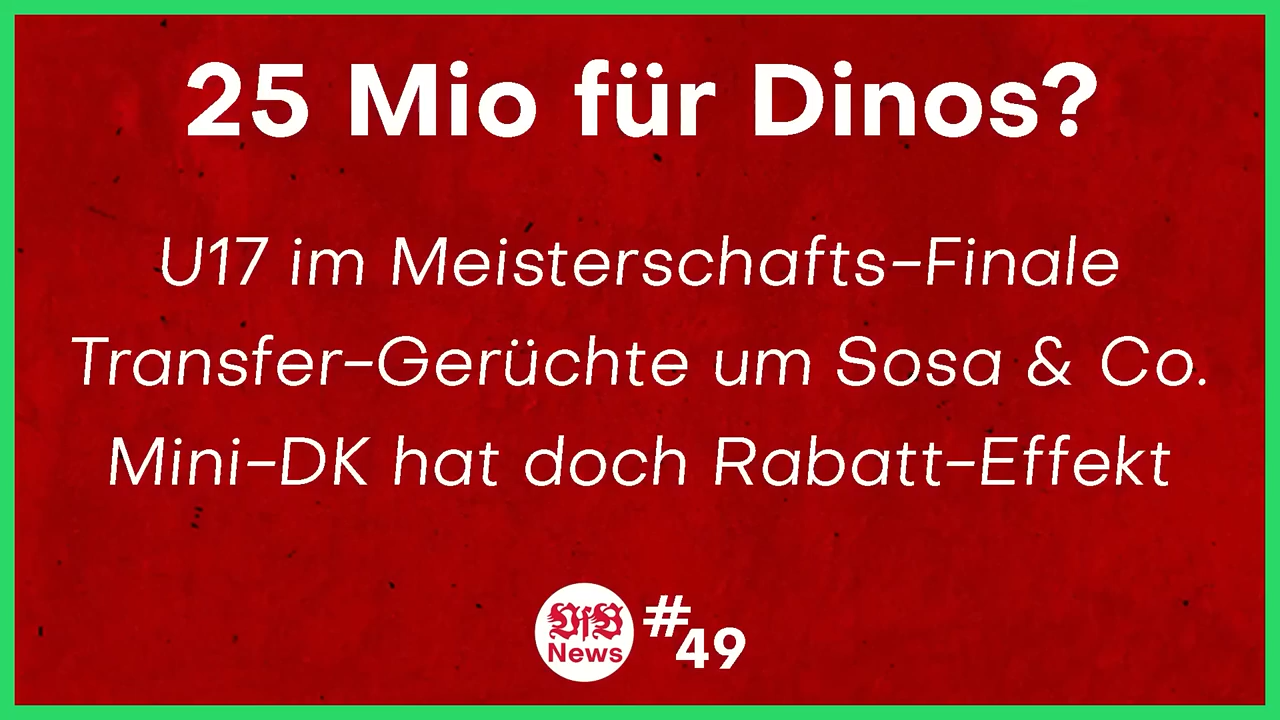 25 Mio für Dinos?
U17 im Meisterschafts-Finale
Transfer-Gerüchte um Sosa & Co.
Mini-DK hat doch Rabatt-Effekt
VfB
News
#49